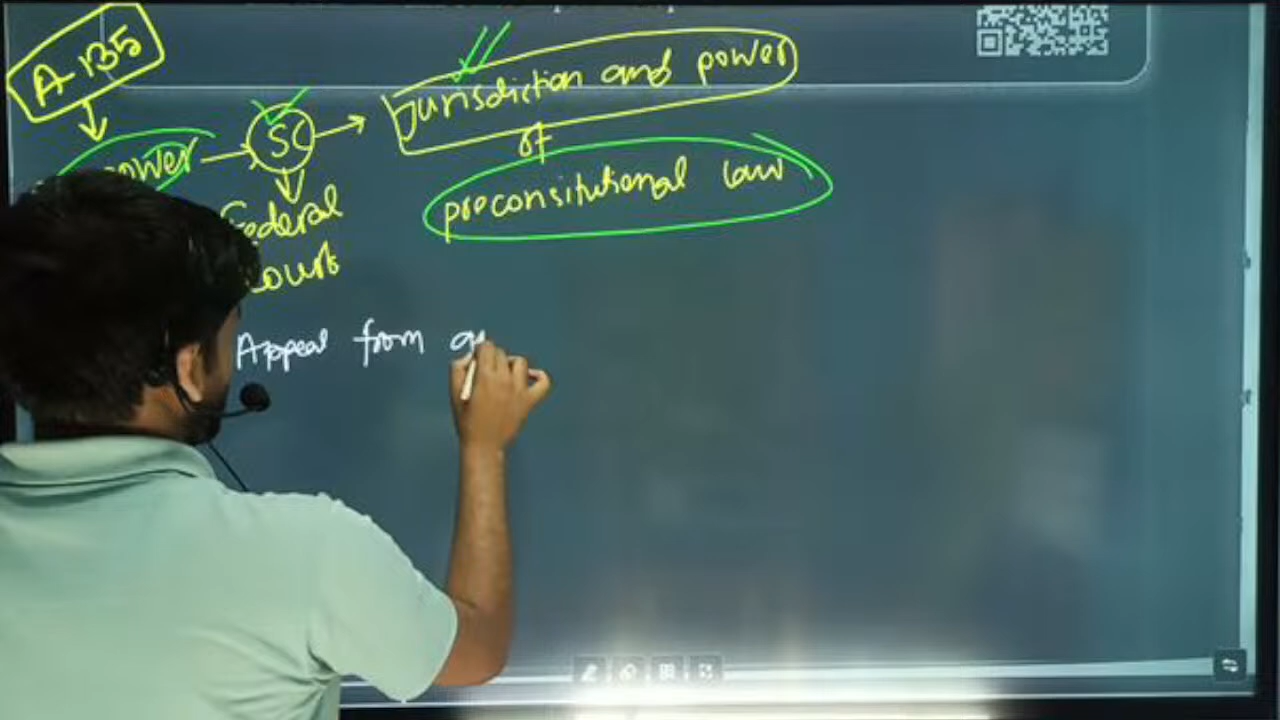 A-135
power
SC
Jurisdiction and power
of
preconsitutional law
Federal
Court
Appeal from